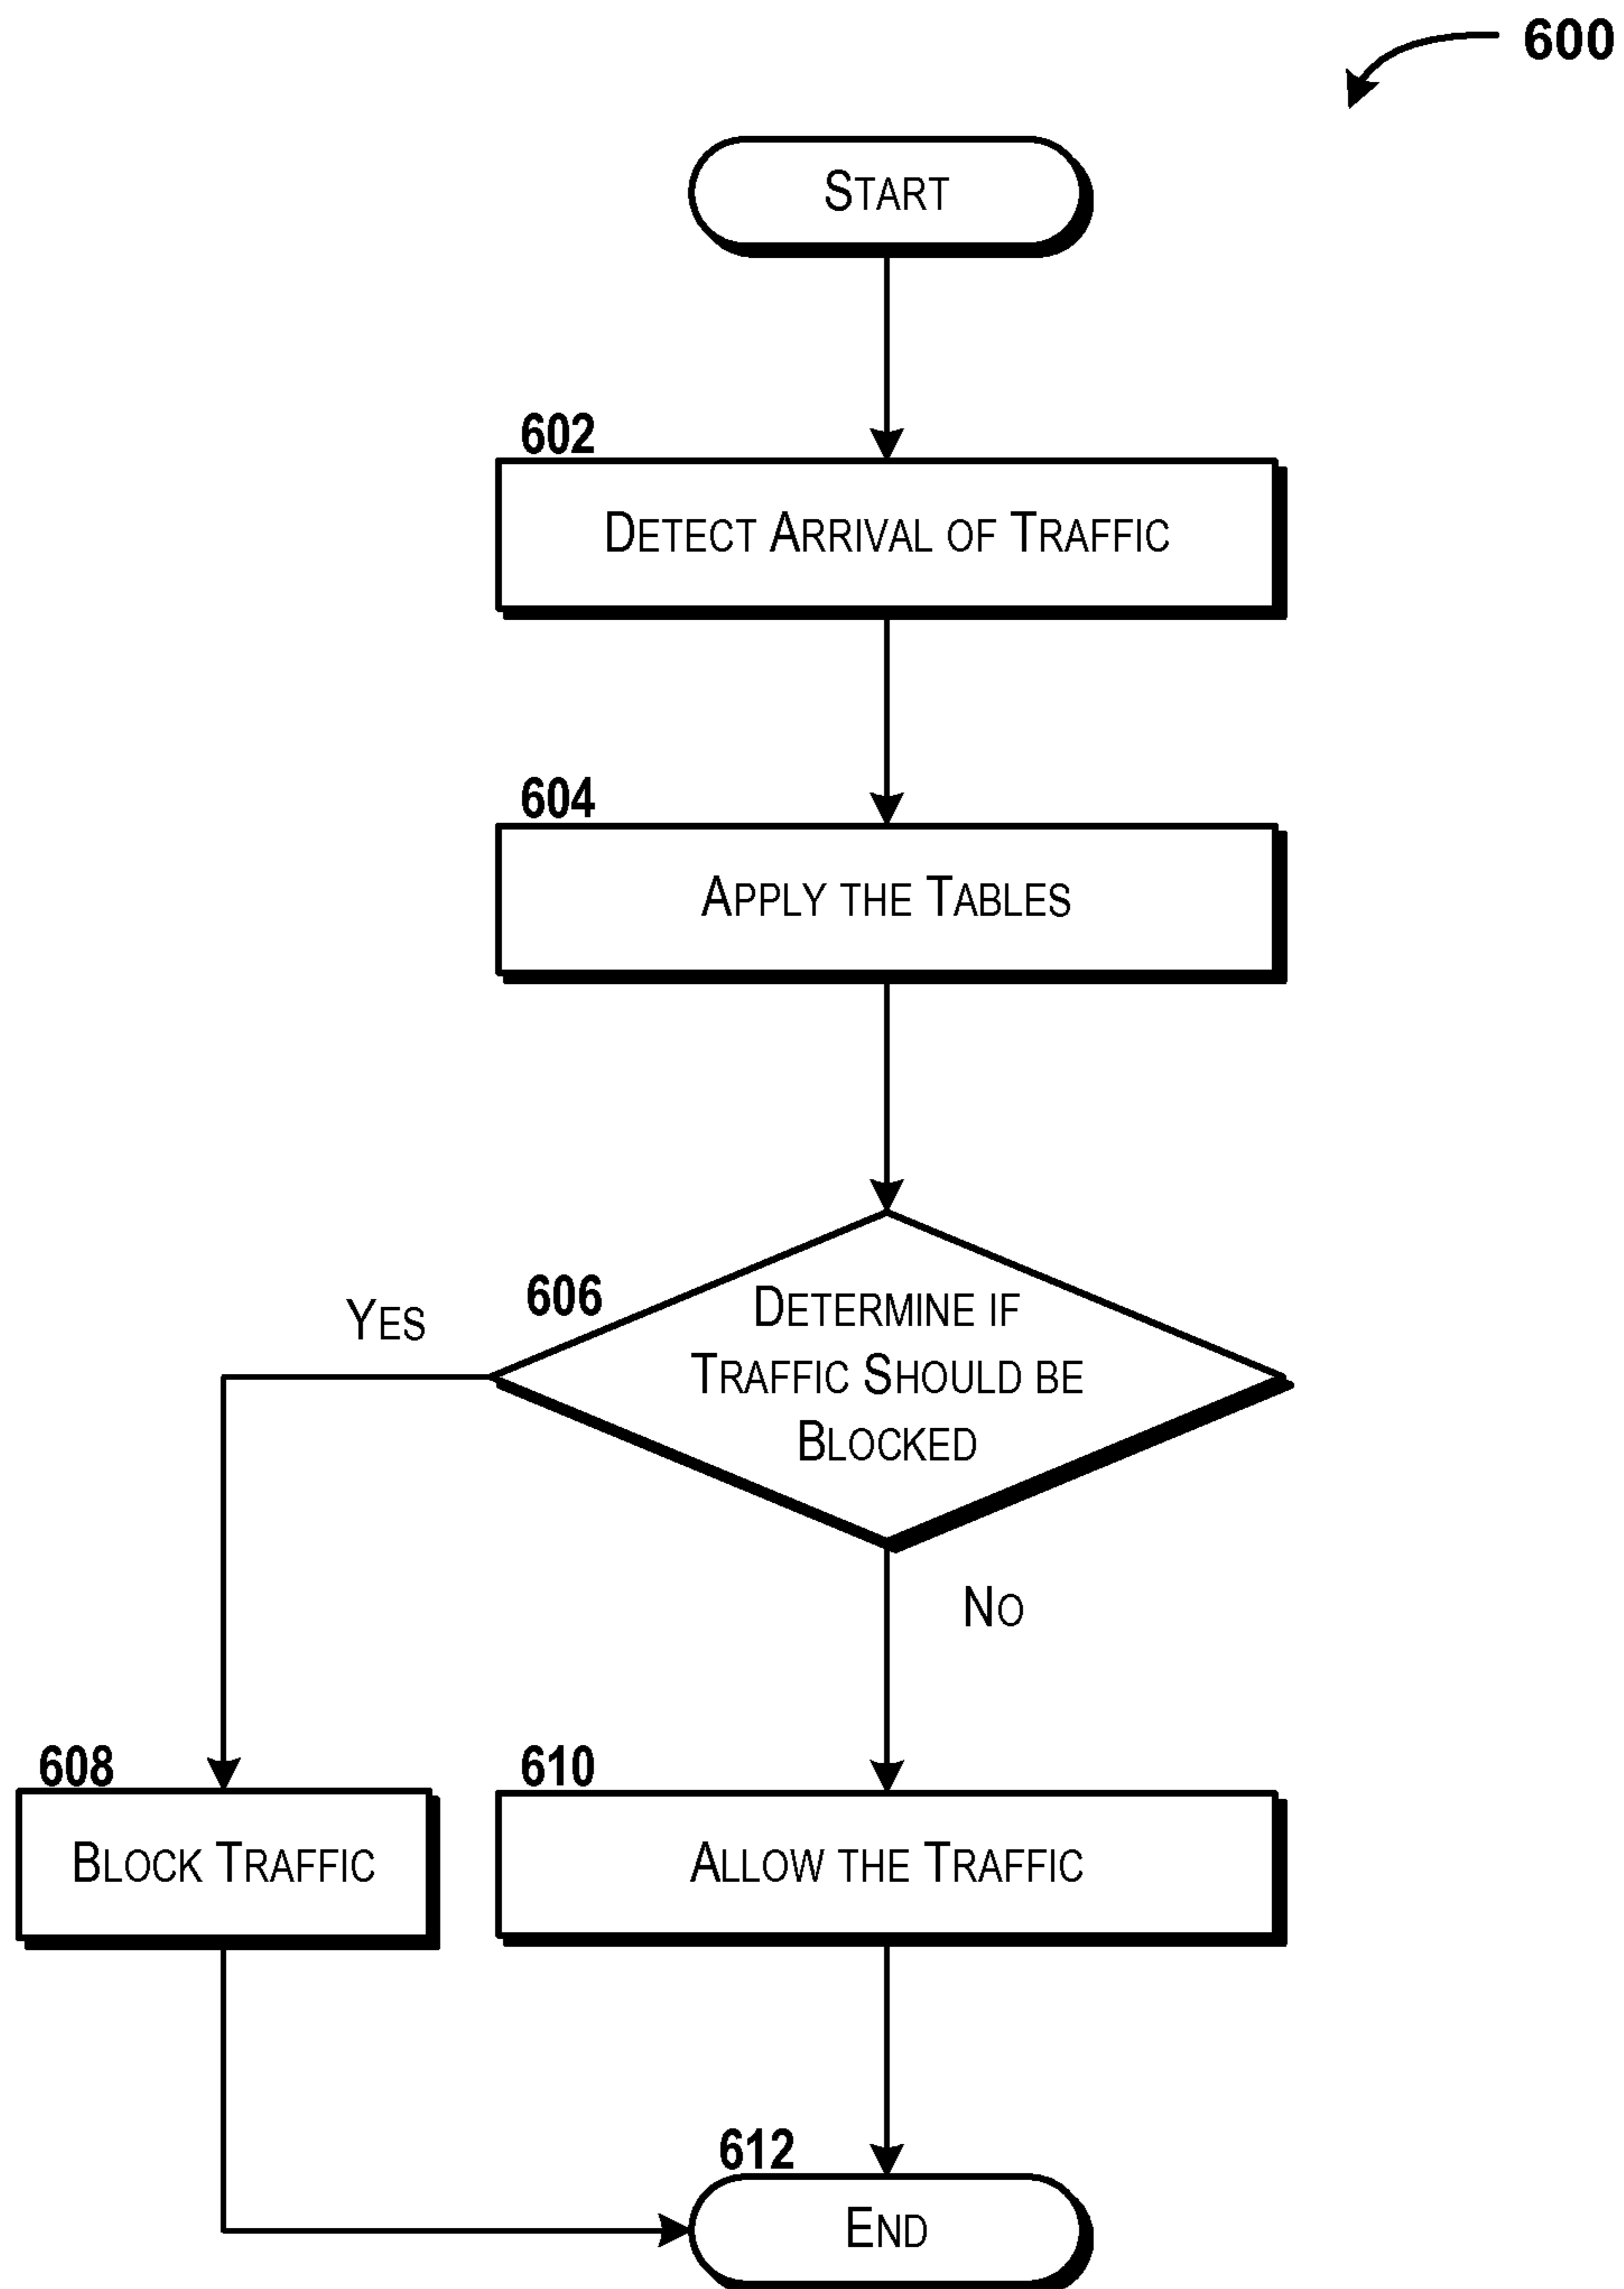 600
START
602
DETECT ARRIVAL OF TRAFFIC
604
APPLY THE TABLES
606
YES
DETERMINE IF
TRAFFIC SHOULD BE
BLOCKED
NO
608
BLOCK TRAFFIC
610
ALLOW THE TRAFFIC
612
END